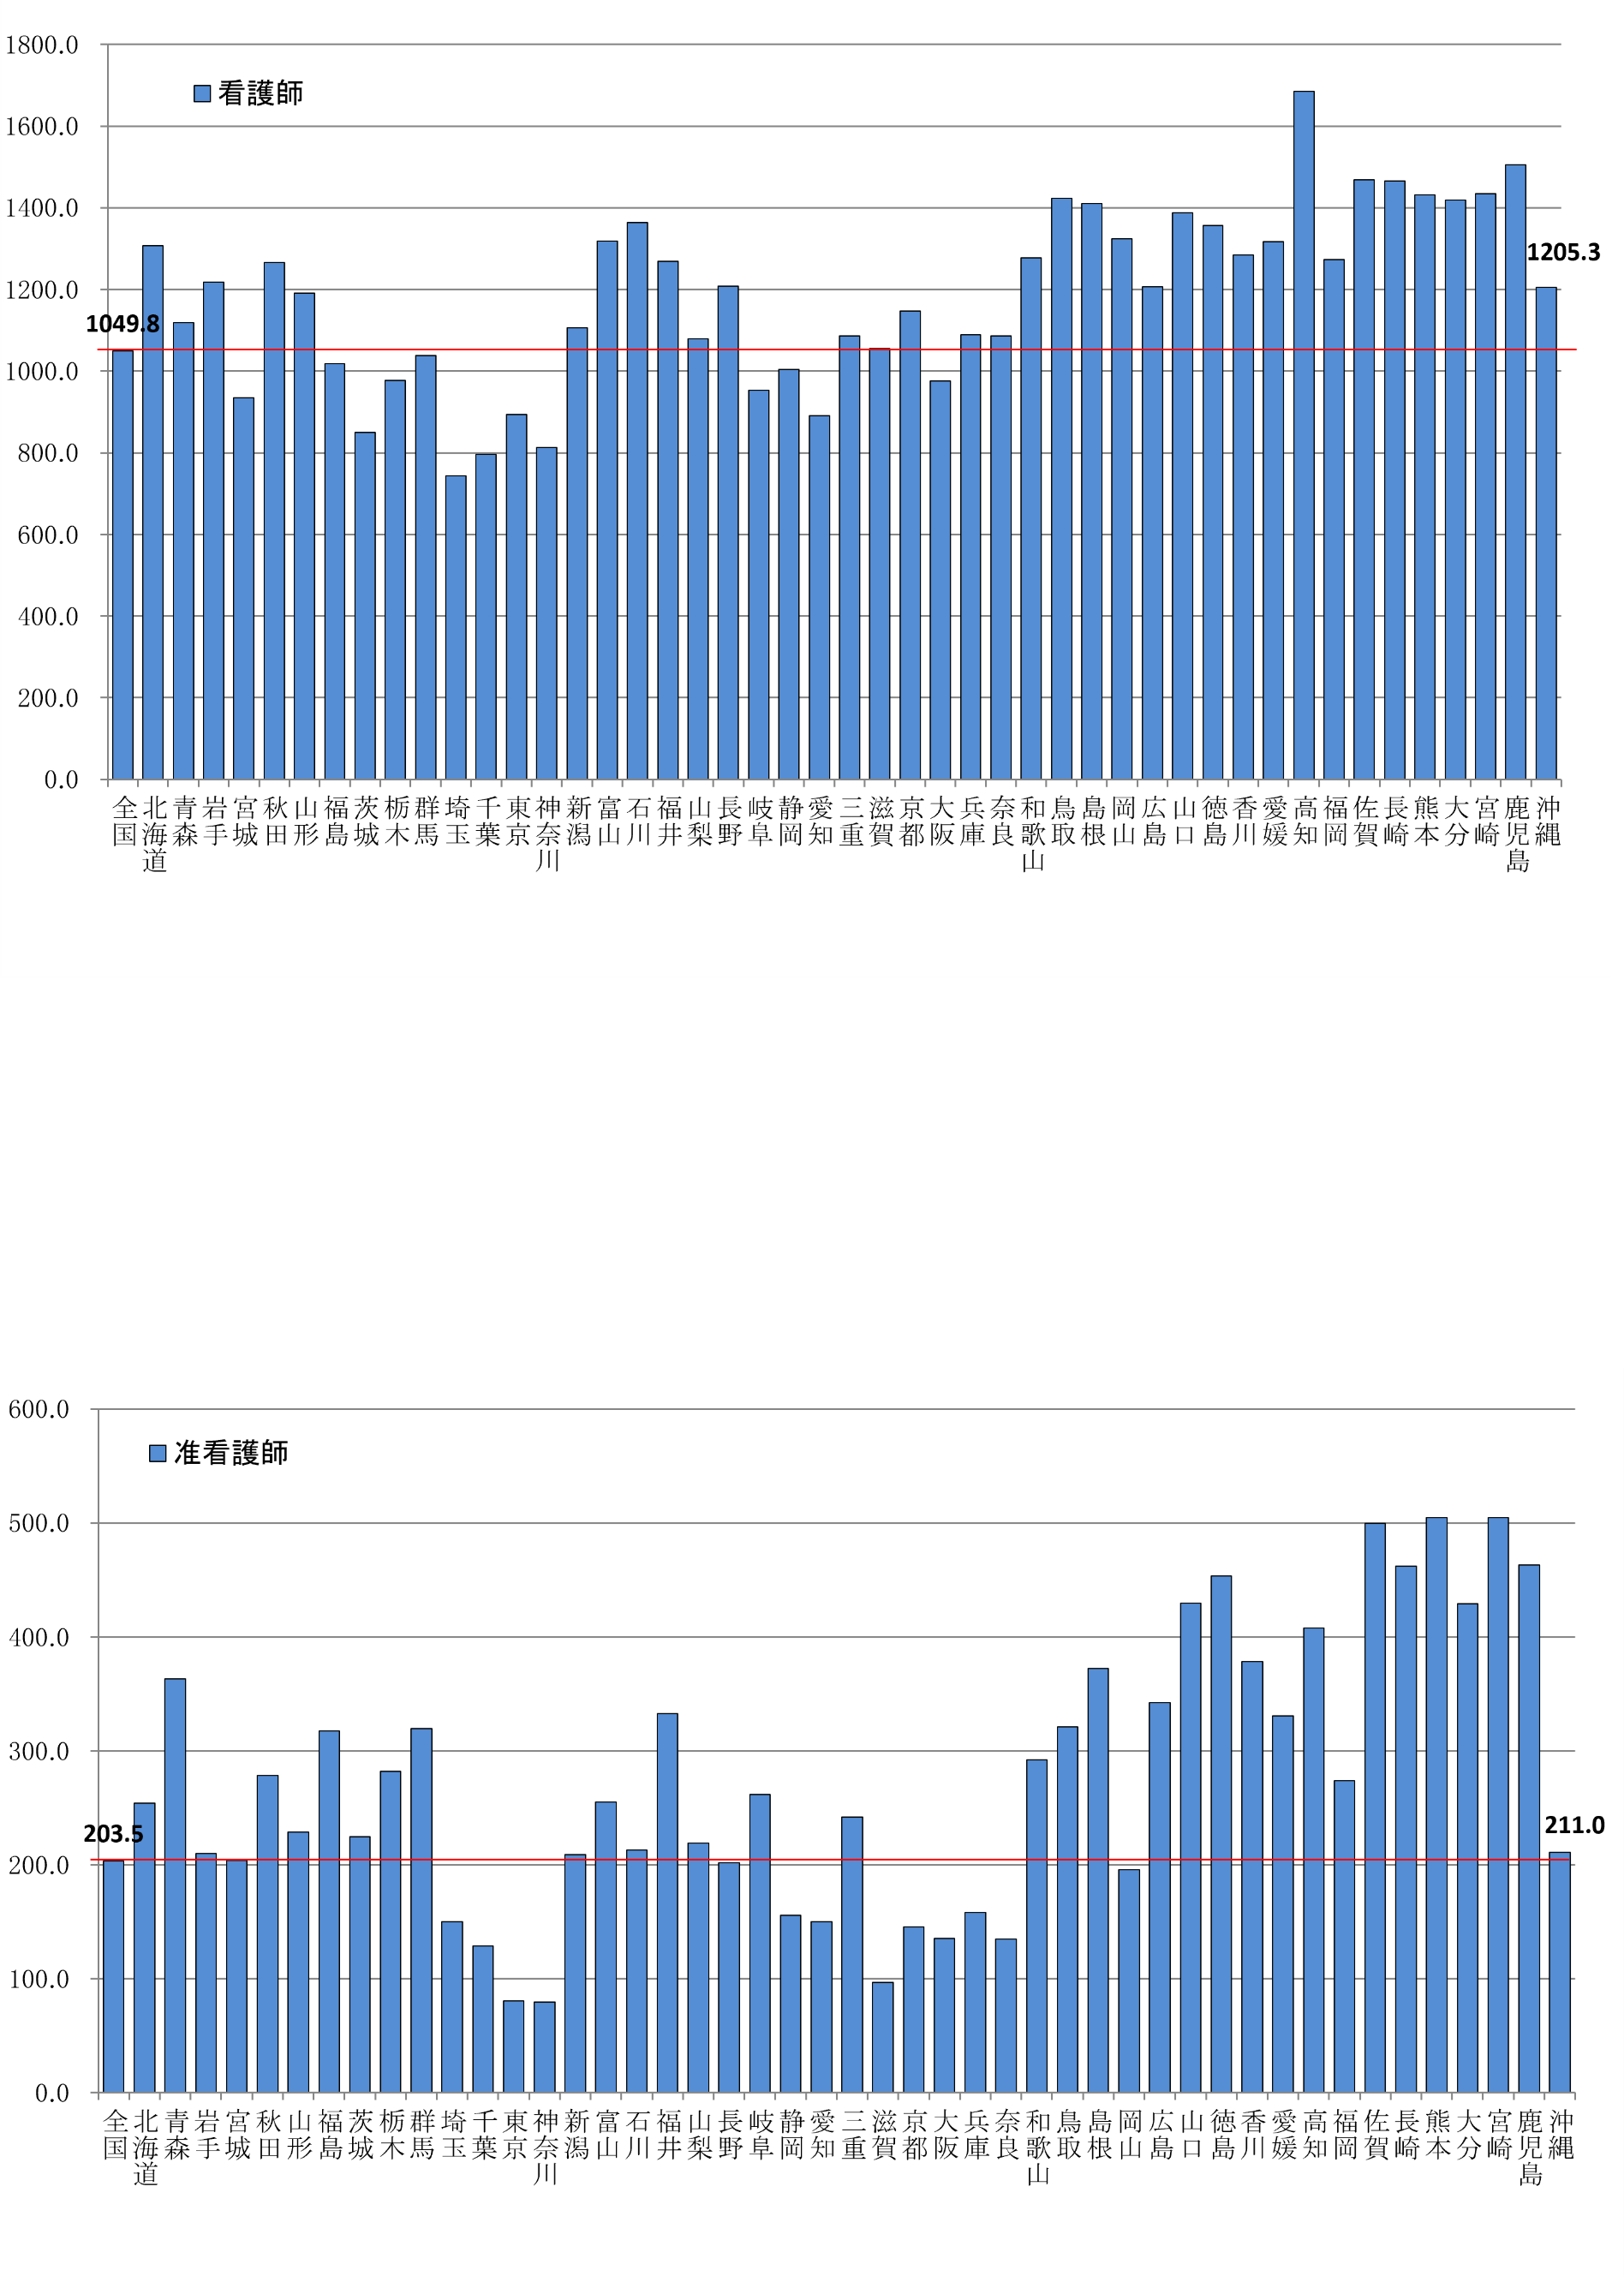 1800.0
看護師
1600.0
1400.0
1205.3
1200.0
1049.8
1000.0
800.0
600.0
400.0
200.0
0.0
全国
北海道
青森
岩手
宮城
秋田
山形
福島
茨城
栃木
群馬
埼玉
千葉
東京
神奈川
新潟
富山
石川
福井
山梨
長野
岐阜
静岡
愛知
三重
滋賀
京都
大阪
兵庫
奈良
和歌山
鳥取
島根
岡山
広島
山口
徳島
香川
愛媛
高知
福岡
佐賀
長崎
熊本
大分
宮崎
鹿児島
沖縄
600.0
准看護師
500.0
400.0
300.0
211.0
203.5
200.0
100.0
0.0
全国
北海道
青森
岩手
宮城
秋田
山形
福島
茨城
栃木
群馬
埼玉
千葉
東京
神奈川
新潟
富山
石川
福井
山梨
長野
岐阜
静岡
愛知
三重
滋賀
京都
大阪
兵庫
奈良
和歌山
鳥取
島根
岡山
広島
山口
徳島
香川
愛媛
高知
福岡
佐賀
長崎
熊本
大分
宮崎
鹿児島
沖縄